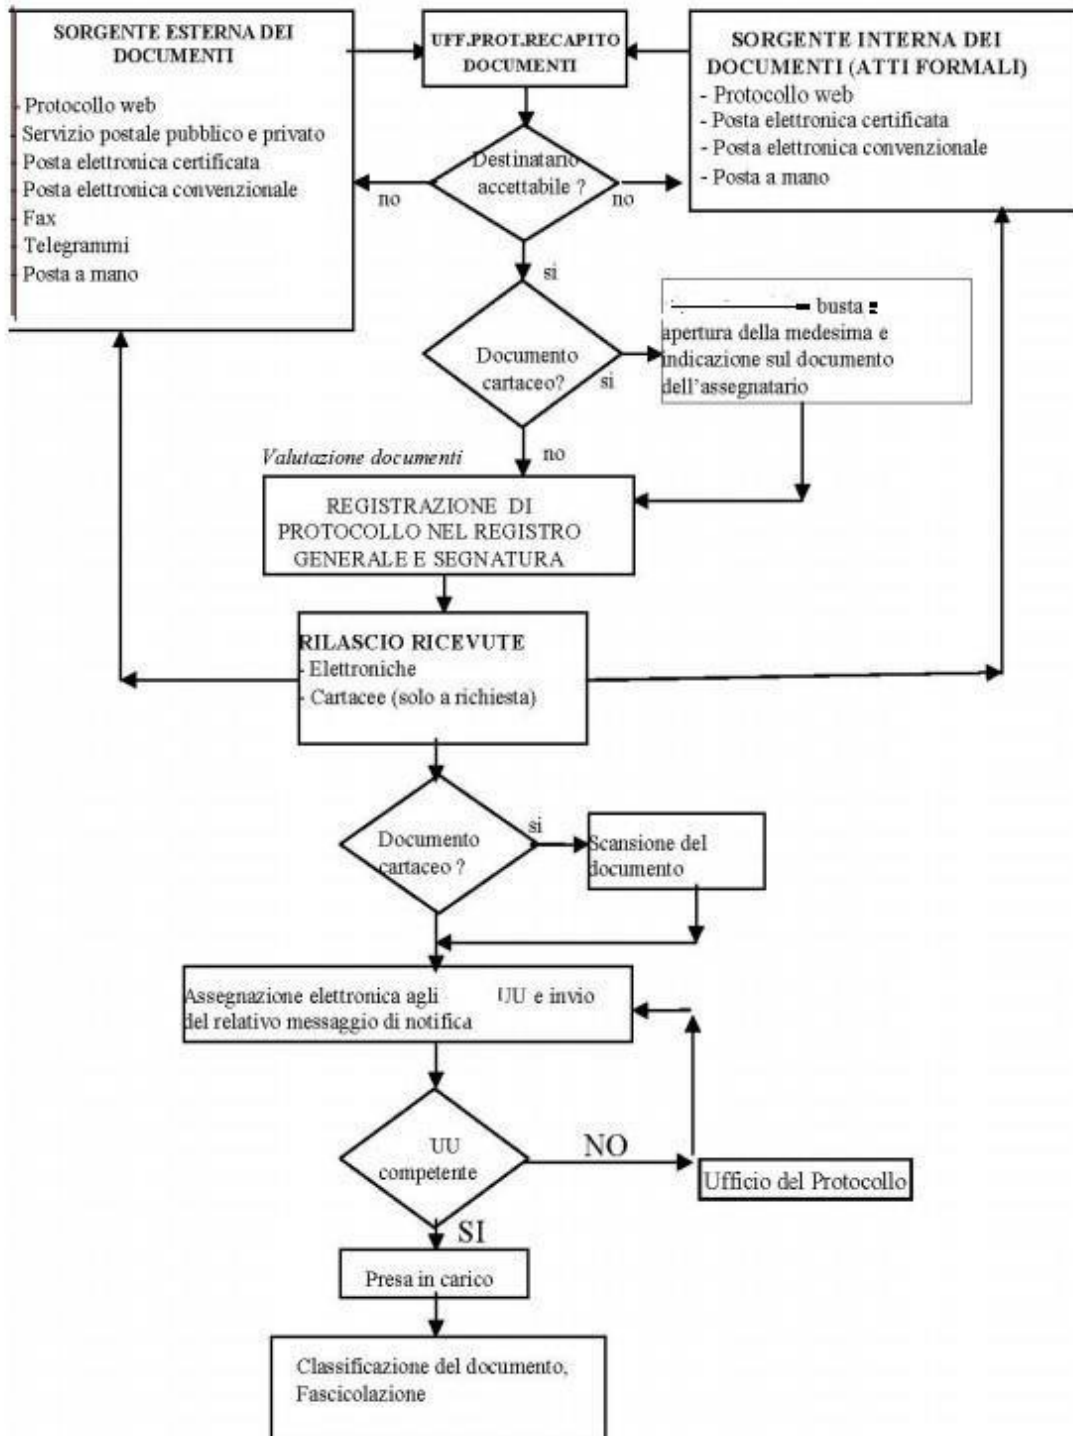 SORGENTE ESTERNA DEI
DOCUMENTI
- Protocollo web
- Servizio postale pubblico e privato
- Posta elettronica certificata
- Posta elettronica convenzionale
- Fax
- Telegrammi
- Posta a mano
UFF.PROT.RECAPITO
DOCUMENTI
SORGENTE INTERNA DEI
DOCUMENTI (ATTI FORMALI)
- Protocollo web
- Posta elettronica certificata
- Posta elettronica convenzionale
- Posta a mano
Destinatario
accettabile ?
no
no
si
Documento
cartaceo?
si
busta
apertura della medesima e
indicazione sul documento
dell'assegnatario
no
Valutazione documenti
REGISTRAZIONE DI
PROTOCOLLO NEL REGISTRO
GENERALE E SEGNATURA
RILASCIO RICEVUTE
- Elettroniche
- Cartacee (solo a richiesta)
Documento
cartaceo ?
si
Scansione del
documento
Assegnazione elettronica agli UU e invio
del relativo messaggio di notifica
UU
competente
NO
Ufficio del Protocollo
SI
Presa in carico
Classificazione del documento,
Fascicolazione